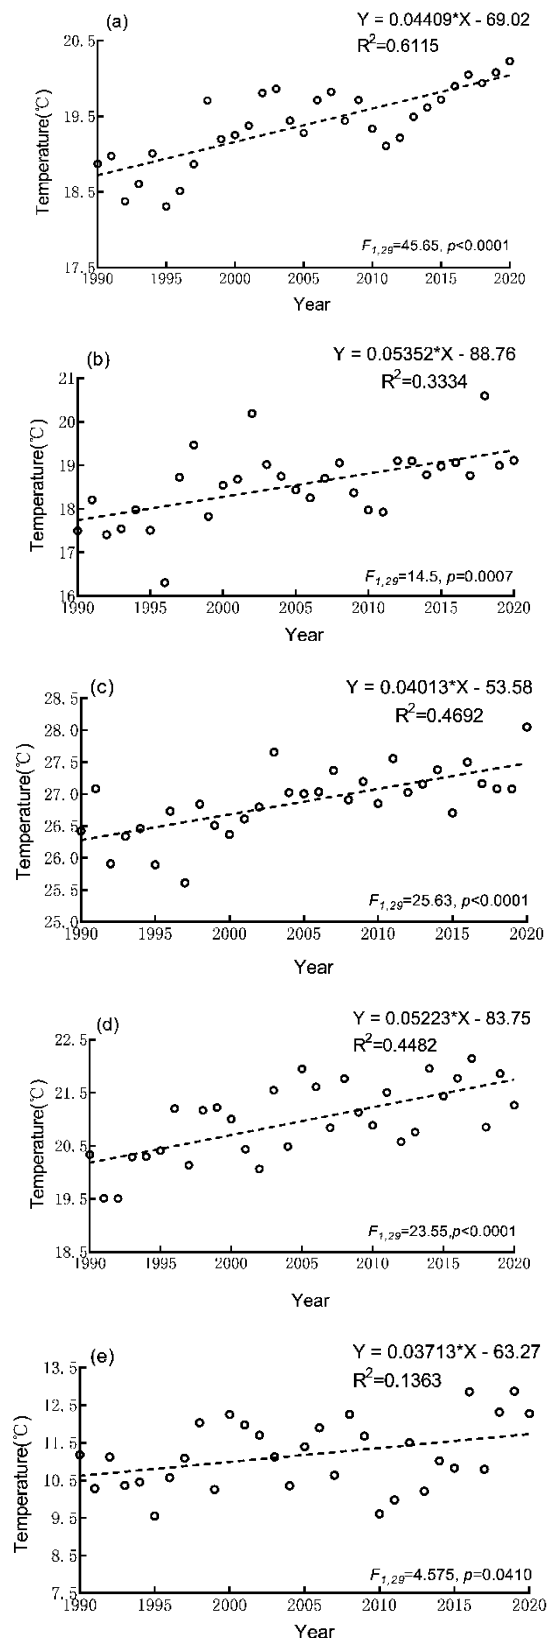 (a)
Y = 0.04409*X - 69.02
R²=0.6115
20.5
19.5
18.5
17.5
Temperature(℃)
F1,29=45.65, p<0.0001
1990 1995 2000 2005 2010 2015 2020
Year
(b)
Y = 0.05352*X - 88.76
R²=0.3334
21
20
19
18
17
16
Temperature(℃)
F1,29=14.5, p=0.0007
1990 1995 2000 2005 2010 2015 2020
Year
(c)
Y = 0.04013*X - 53.58
R²=0.4692
28.5
28.0
27.5
27.0
26.5
26.0
25.5
25.0
Temperature(℃)
F1,29=25.63, p<0.0001
1990 1995 2000 2005 2010 2015 2020
Year
(d)
Y = 0.05223*X - 83.75
R²=0.4482
22.5
21.5
20.5
19.5
18.5
Temperature(℃)
F1,29=23.55,p<0.0001
1990 1995 2000 2005 2010 2015 2020
Year
(e)
Y = 0.03713*X - 63.27
R²=0.1363
13.5
12.5
11.5
10.5
9.5
8.5
7.5
Temperature(℃)
F1,29=4.575, p=0.0410
1990 1995 2000 2005 2010 2015 2020
Year